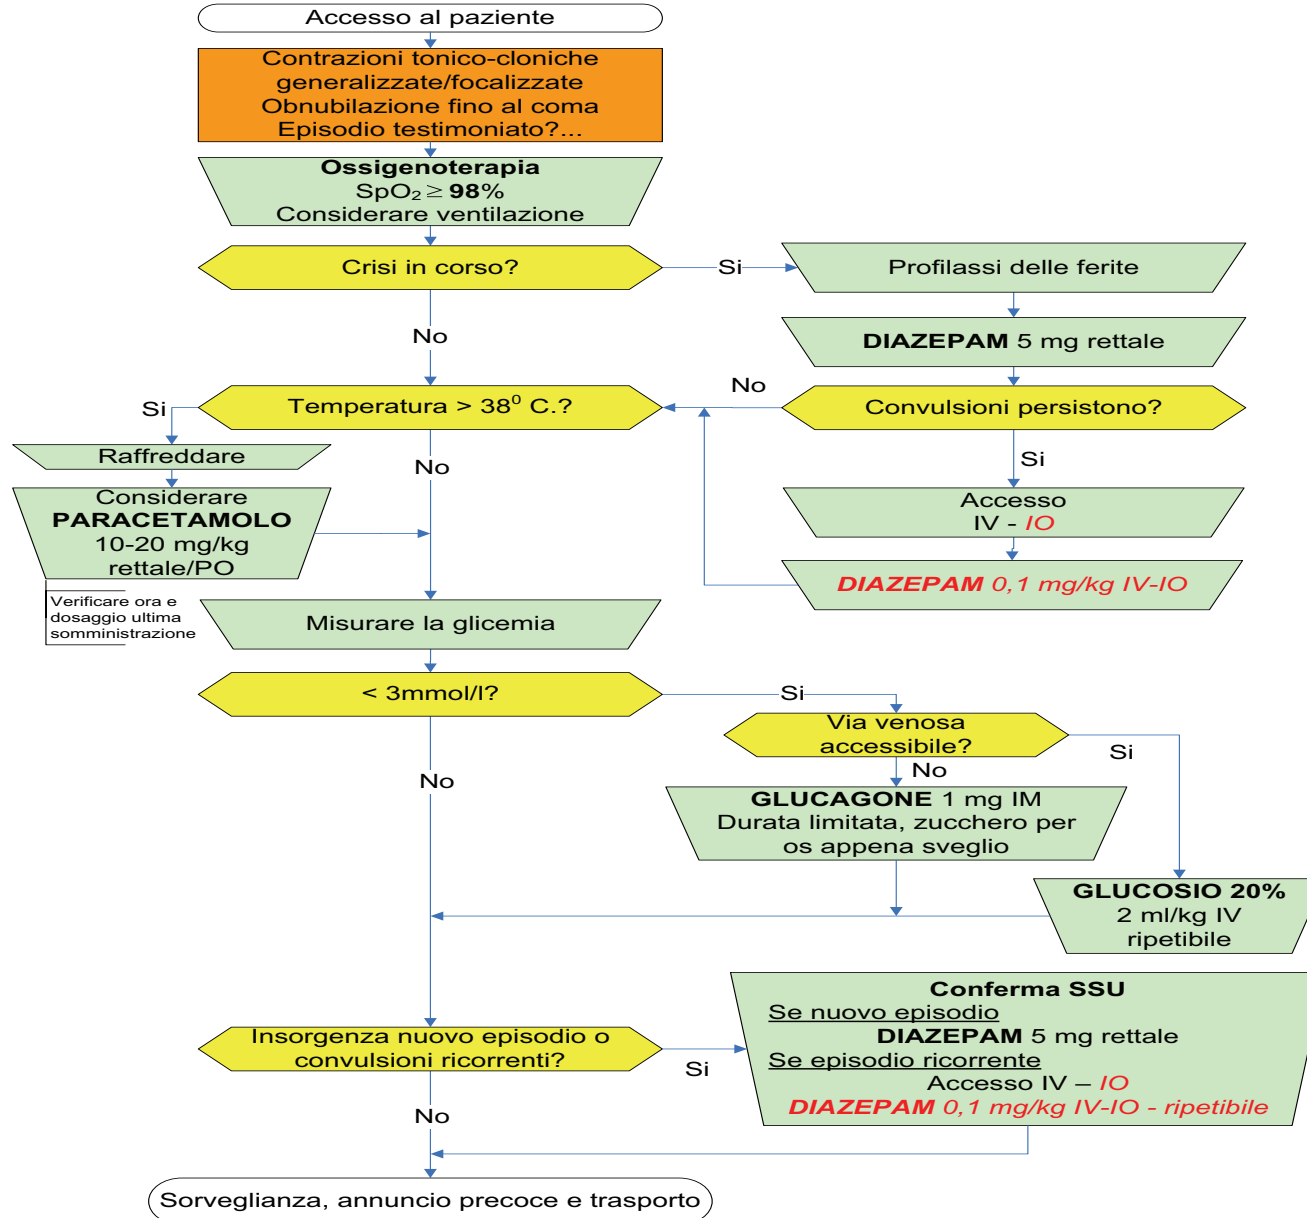 Accesso al paziente
Contrazioni tonico-cloniche
generalizzate/focalizzate
Obnubilazione fino al coma
Episodio testimoniato?...
Ossigenoterapia
SpO₂ ≥ 98%
Considerare ventilazione
Crisi in corso?
Si
Profilassi delle ferite
No
DIAZEPAM 5 mg rettale
Temperatura > 38⁰ C.?
No
Convulsioni persistono?
Si
Raffreddare
No
Si
Considerare
PARACETAMOLO
10-20 mg/kg
rettale/PO
Accesso
IV - IO
DIAZEPAM 0,1 mg/kg IV-IO
Verificare ora e
dosaggio ultima
somministrazione
Misurare la glicemia
< 3mmol/l?
Si
Via venosa
accessibile?
Si
No
No
GLUCAGONE 1 mg IM
Durata limitata, zucchero per
os appena sveglio
GLUCOSIO 20%
2 ml/kg IV
ripetibile
Insorgenza nuovo episodio o
convulsioni ricorrenti?
Si
Conferma SSU
Se nuovo episodio
DIAZEPAM 5 mg rettale
Se episodio ricorrente
Accesso IV – IO
DIAZEPAM 0,1 mg/kg IV-IO - ripetibile
No
Sorveglianza, annuncio precoce e trasporto